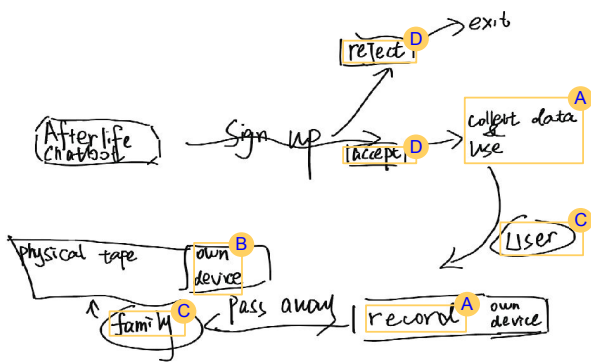 exit
D
reject
A
Afterlife
chatbot
Sign up
D
accept
collect data
&
use
C
user
B
physical tape
own
device
C
family
pass away
A
record
own
device